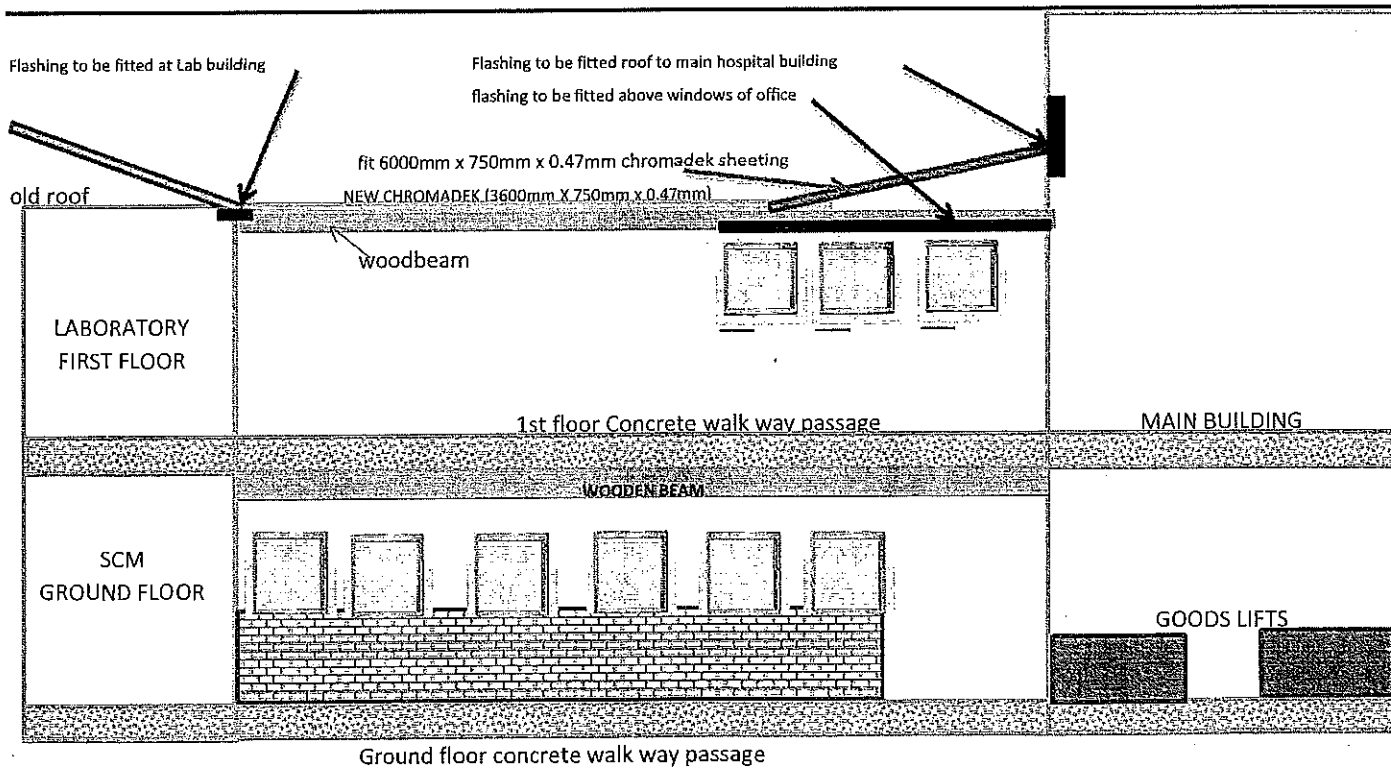 Flashing to be fitted at Lab building
Flashing to be fitted roof to main hospital building
flashing to be fitted above windows of office
fit 6000mm x 750mm x 0.47mm chromadek sheeting
old roof
NEW CHROMADEK (3600mm X 750mm x 0.47mm)
woodbeam
LABORATORY
FIRST FLOOR
1st floor Concrete walk way passage
MAIN BUILDING
WOODEN BEAM
SCM
GROUND FLOOR
GOODS LIFTS
Ground floor concrete walk way passage